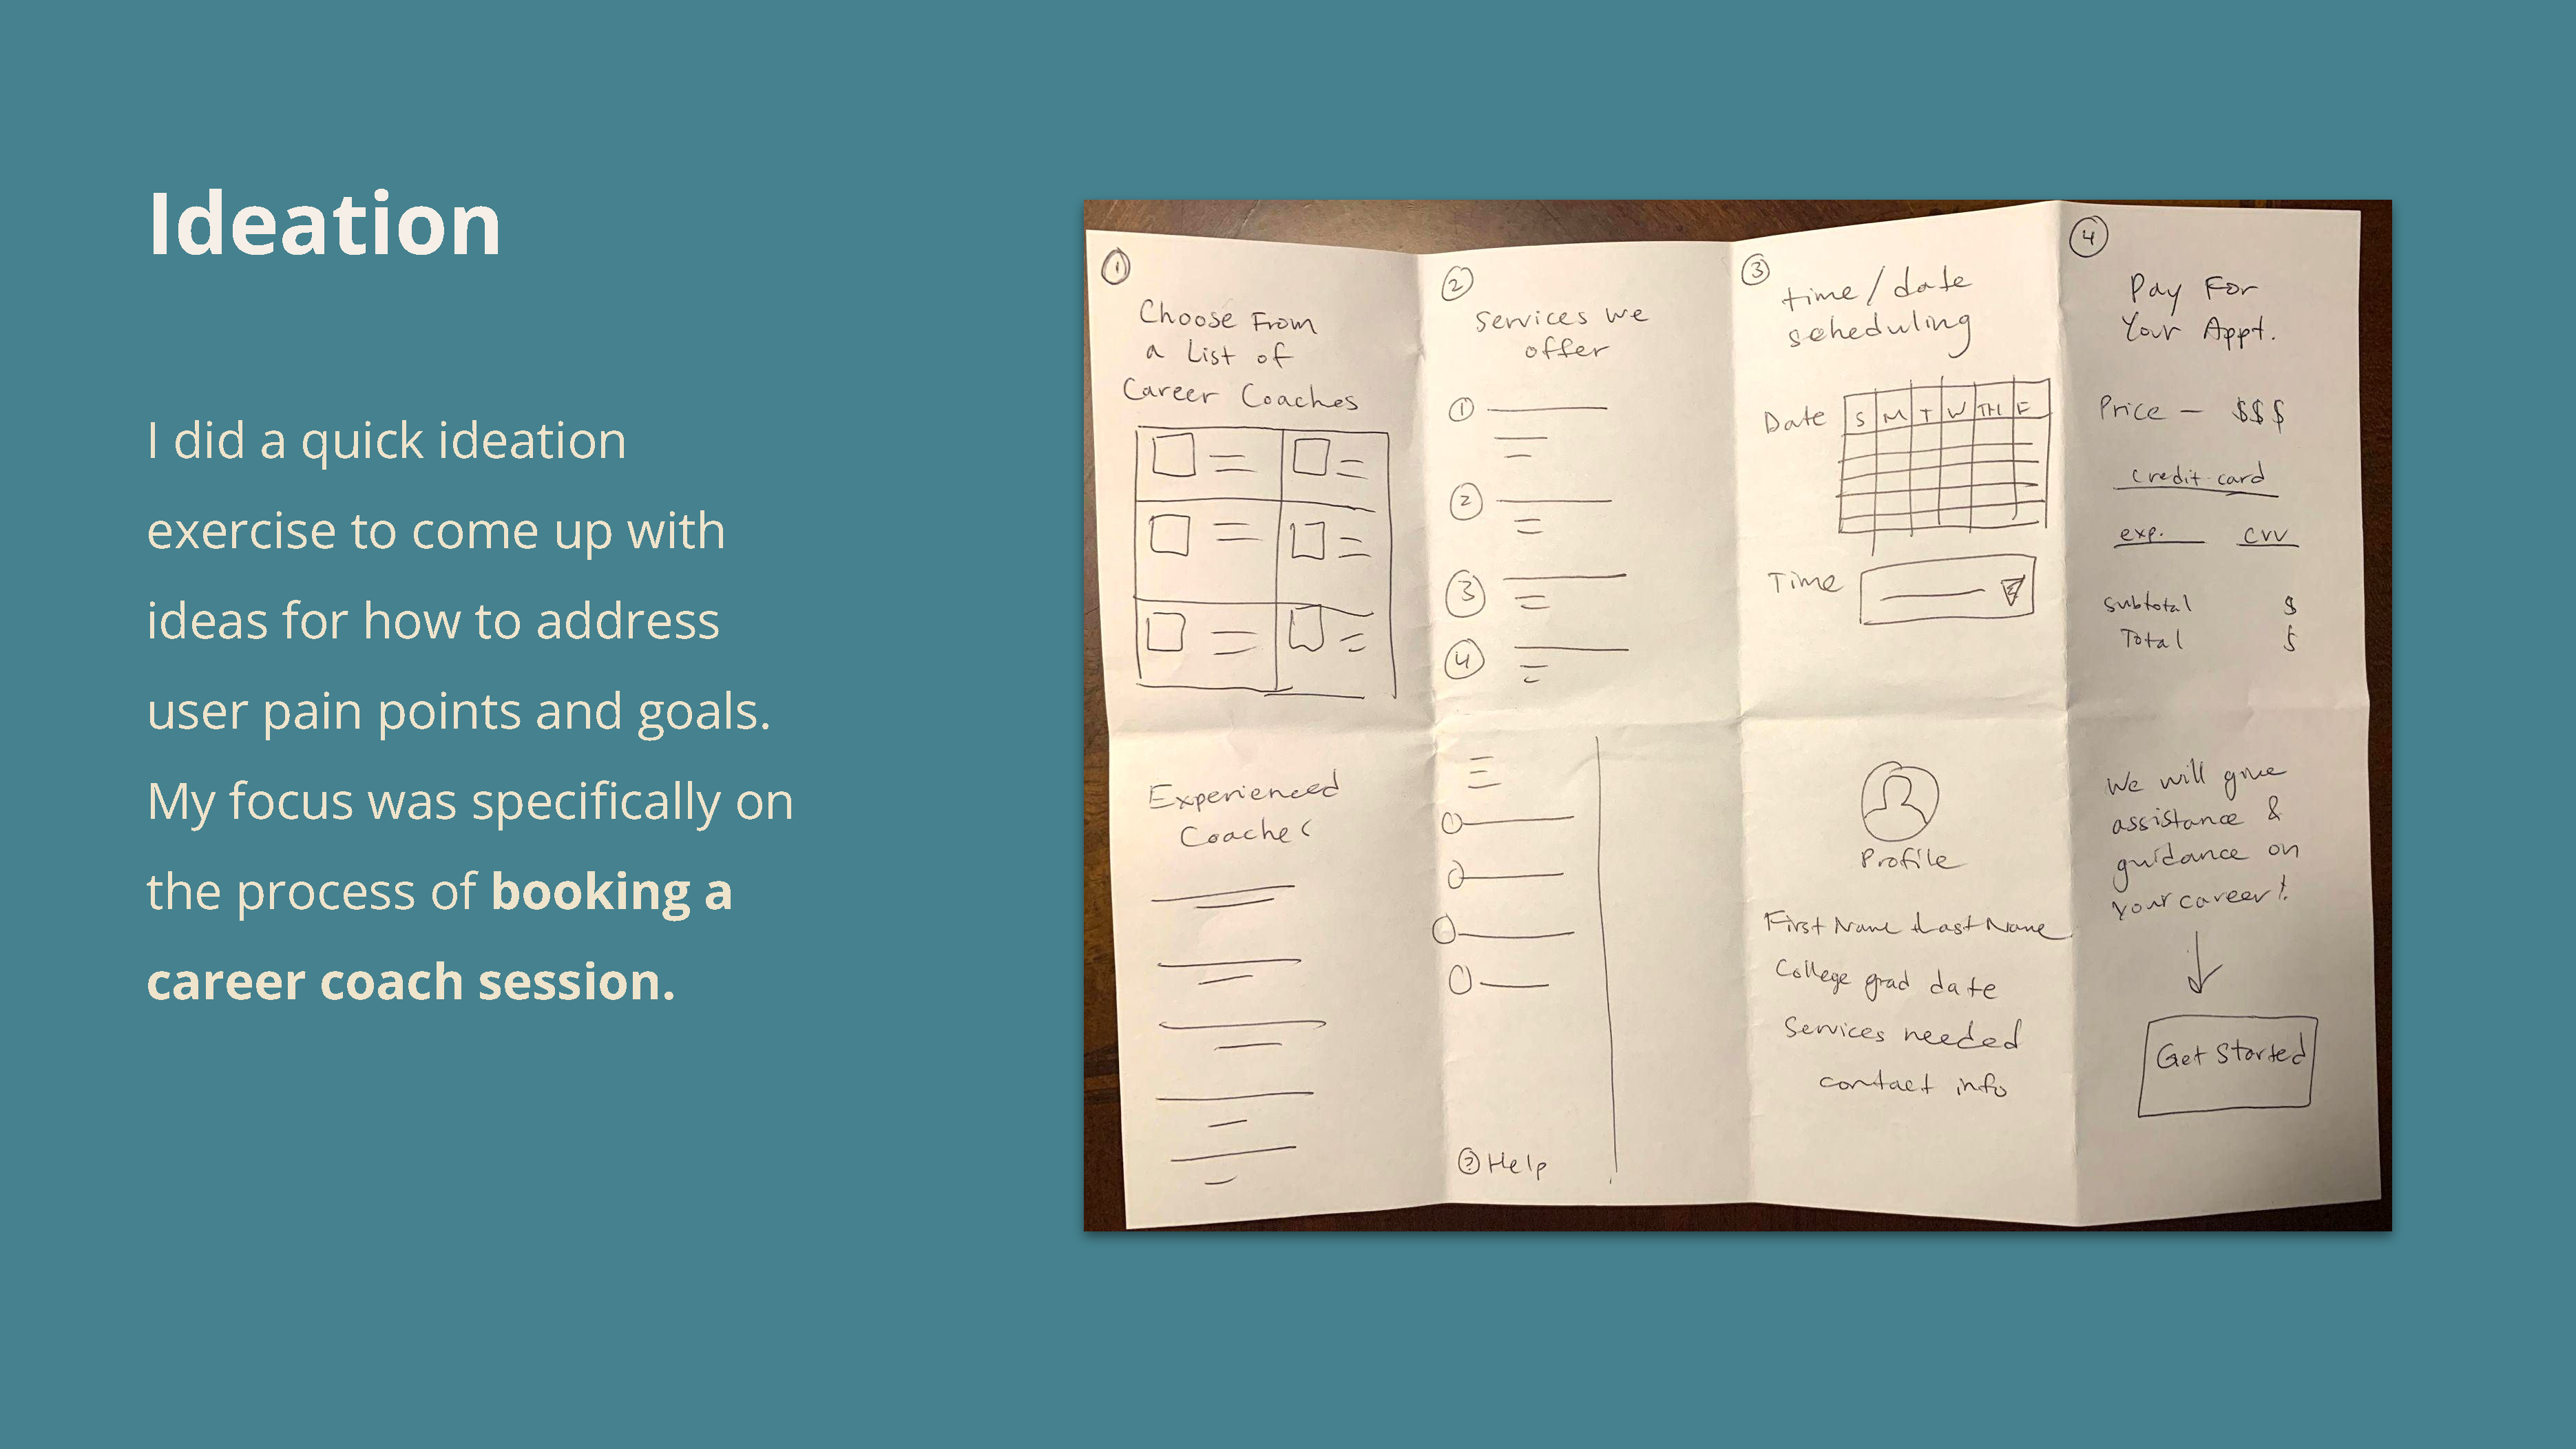 Ideation
I did a quick ideation
exercise to come up with
ideas for how to address
user pain points and goals.
My focus was specifically on
the process of booking a
career coach session.
1
Choose From
a List of
Career Coaches
2
Services we
offer
1
2
3
4
3
time/date
scheduling
Date S M T W TH F
Time
4
Pay For
Your Appt.
Price – $$$
credit card
exp. CVV
subtotal $
Total $
Experienced
Coaches
? Help
Profile
First Name Last Name
College grad date
Services needed
contact info
We will give
assistance &
guidance on
your career!
Get Started